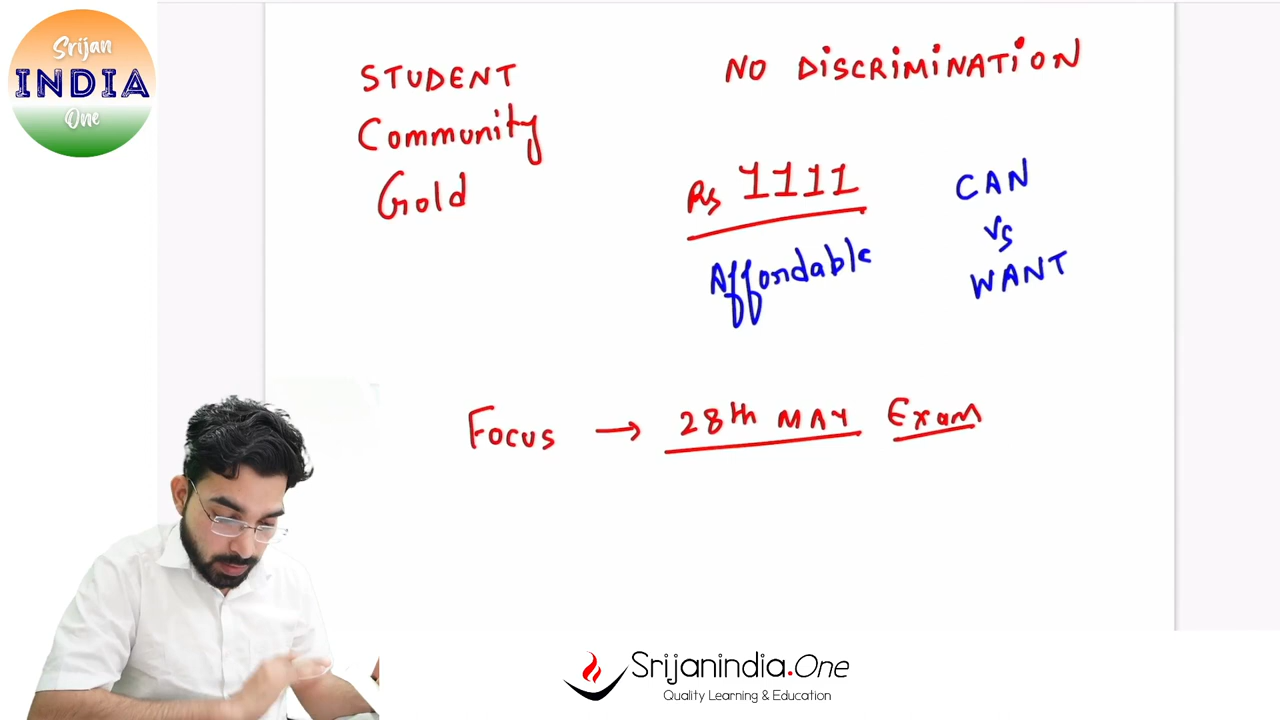 Srijan
INDIA
One
STUDENT
Community
Gold
NO DISCRIMINATION
Rs 1111
Affordable
CAN
vs
WANT
Focus → 28th MAY Exam
Srijanindia.One
Quality Learning & Education